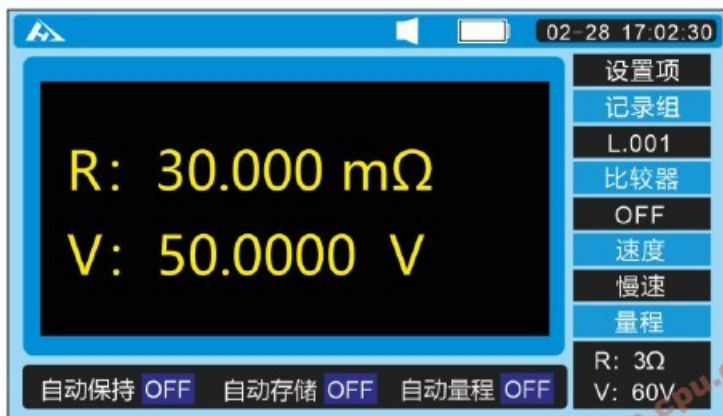 02-28 17:02:30
R: 30.000 mΩ
V: 50.0000 V
设置项
记录组
L.001
比较器
OFF
速度
慢速
量程
R: 3Ω
V: 60V
自动保持 OFF 自动存储 OFF 自动量程 OFF